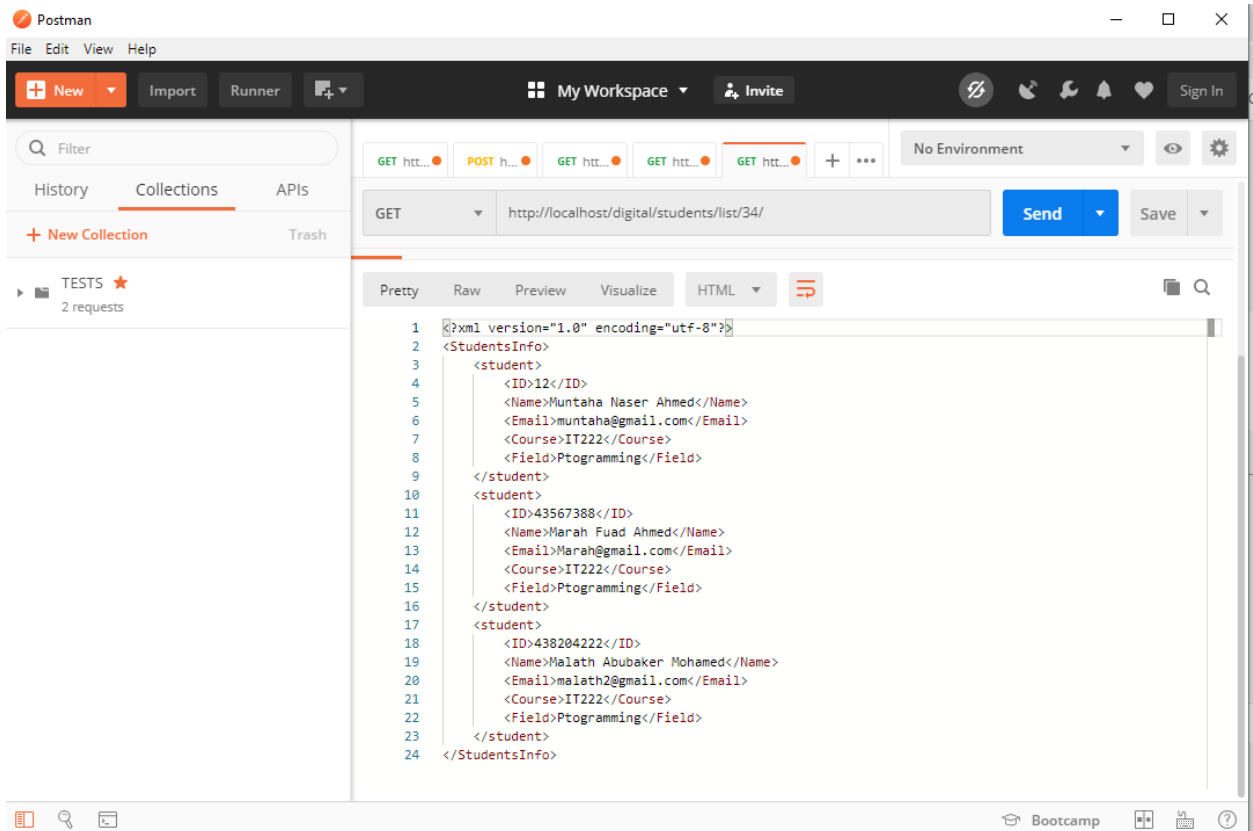 Postman
File Edit View Help
New Import Runner My Workspace Invite Sign In
Filter
History Collections APIs
+ New Collection Trash
TESTS
2 requests
GET htt... POST h... GET htt... GET htt... GET htt... + ••• No Environment
GET http://localhost/digital/students/list/34/ Send Save
Pretty Raw Preview Visualize HTML
1 <?xml version="1.0" encoding="utf-8"?>
2 <StudentsInfo>
3 <student>
4 <ID>12</ID>
5 <Name>Muntaha Naser Ahmed</Name>
6 <Email>muntaha@gmail.com</Email>
7 <Course>IT222</Course>
8 <Field>Ptogramming</Field>
9 </student>
10 <student>
11 <ID>43567388</ID>
12 <Name>Marah Fuad Ahmed</Name>
13 <Email>Marah@gmail.com</Email>
14 <Course>IT222</Course>
15 <Field>Ptogramming</Field>
16 </student>
17 <student>
18 <ID>438204222</ID>
19 <Name>Malath Abubaker Mohamed</Name>
20 <Email>malath2@gmail.com</Email>
21 <Course>IT222</Course>
22 <Field>Ptogramming</Field>
23 </student>
24 </StudentsInfo>
Bootcamp